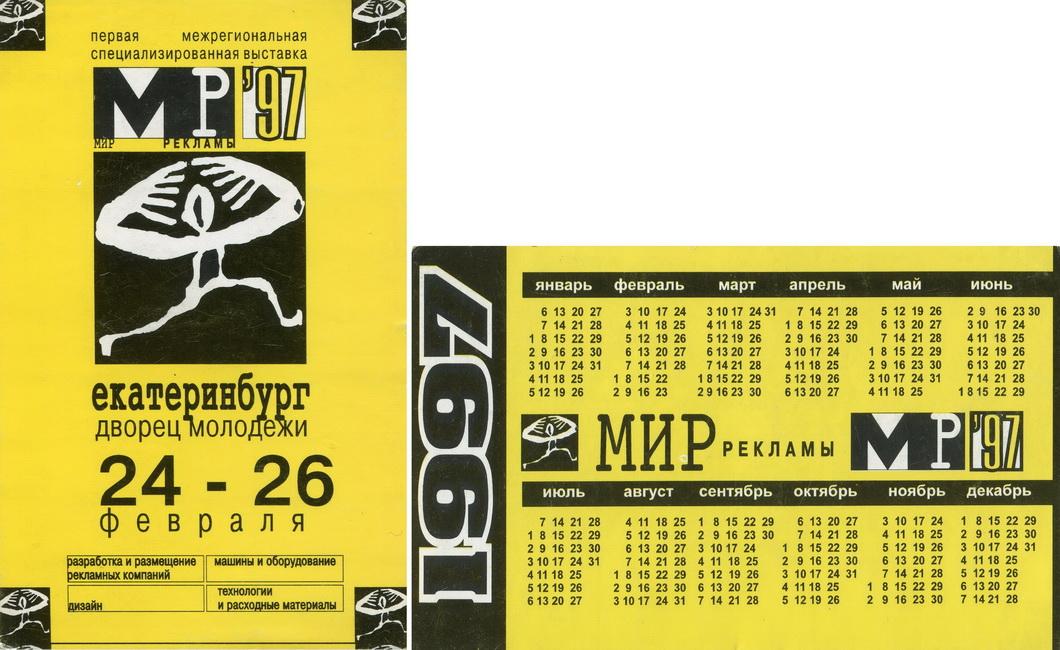 первая межрегиональная
специализированная выставка
МР '97
МИР РЕКЛАМЫ
екатеринбург
дворец молодежи
24 - 26
февраля
разработка и размещение
рекламных кампаний
машины и оборудование
дизайн
технологии
и расходные материалы
1997
январь февраль март апрель май июнь
6 13 20 27 3 10 17 24 3 10 17 24 31 7 14 21 28 5 12 19 26 2 9 16 23 30
7 14 21 28 4 11 18 25 4 11 18 25 1 8 15 22 29 6 13 20 27 3 10 17 24
1 8 15 22 29 5 12 19 26 5 12 19 26 2 9 16 23 30 7 14 21 28 4 11 18 25
2 9 16 23 30 6 13 20 27 6 13 20 27 3 10 17 24 1 8 15 22 29 5 12 19 26
3 10 17 24 31 7 14 21 28 7 14 21 28 4 11 18 25 2 9 16 23 30 6 13 20 27
4 11 18 25 1 8 15 22 1 8 15 22 29 5 12 19 26 3 10 17 24 31 7 14 21 28
5 12 19 26 2 9 16 23 2 9 16 23 30 6 13 20 27 4 11 18 25 1 8 15 22 29
МИР РЕКЛАМЫ МР '97
июль август сентябрь октябрь ноябрь декабрь
7 14 21 28 4 11 18 25 1 8 15 22 29 6 13 20 27 3 10 17 24 1 8 15 22 29
1 8 15 22 29 5 12 19 26 2 9 16 23 30 7 14 21 28 4 11 18 25 2 9 16 23 30
2 9 16 23 30 6 13 20 27 3 10 17 24 1 8 15 22 29 5 12 19 26 3 10 17 24 31
3 10 17 24 31 7 14 21 28 4 11 18 25 2 9 16 23 30 6 13 20 27 4 11 18 25
4 11 18 25 1 8 15 22 29 5 12 19 26 3 10 17 24 31 7 14 21 28 5 12 19 26
5 12 19 26 2 9 16 23 30 6 13 20 27 4 11 18 25 1 8 15 22 29 6 13 20 27
6 13 20 27 3 10 17 24 31 7 14 21 28 5 12 19 26 2 9 16 23 30 7 14 21 28